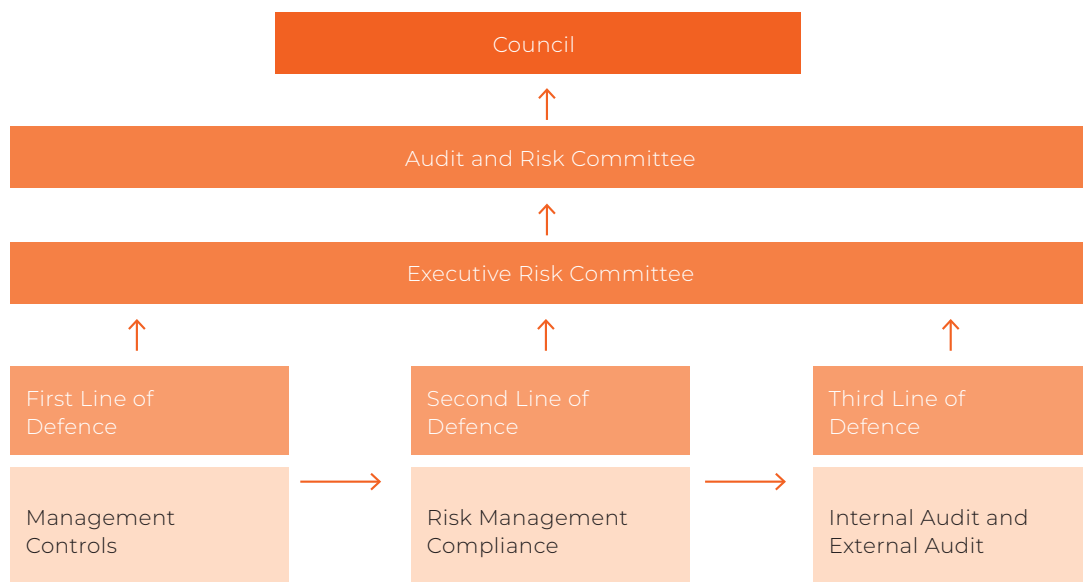 Council
Audit and Risk Committee
Executive Risk Committee
First Line of
Defence
Second Line of
Defence
Third Line of
Defence
Management
Controls
Risk Management
Compliance
Internal Audit and
External Audit